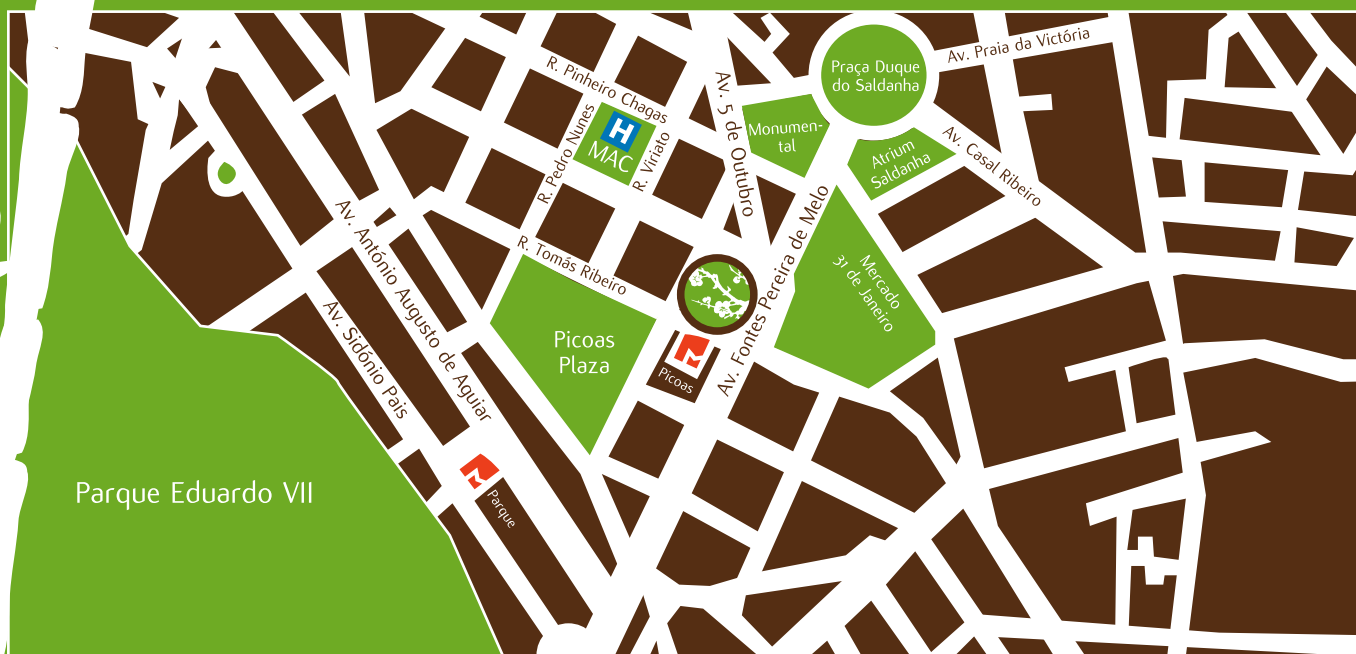 Av. Praia da Victória
Praça Duque
do Saldanha
R. Pinheiro Chagas
Av. 5 de Outubro
H
MAC
R. Pedro Nunes
R. Viriato
Monumen-
tal
Atrium
Saldanha
Av. Casal Ribeiro
Av. António Augusto de Aguiar
R. Tomás Ribeiro
Av. Fontes Pereira de Melo
Mercado
31 de Janeiro
Av. Sidónio Pais
Picoas
Plaza
Picoas
Parque Eduardo VII
Parque